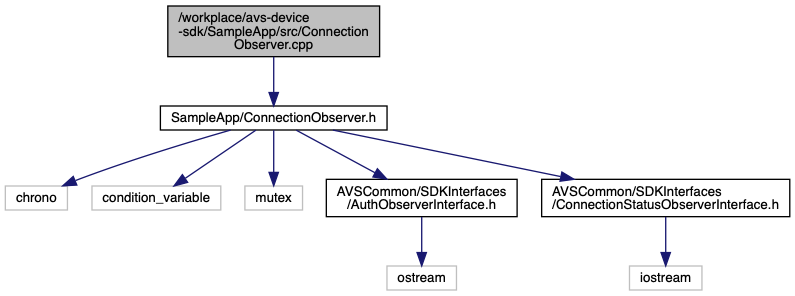 /workplace/avs-device
-sdk/SampleApp/src/Connection
Observer.cpp
SampleApp/ConnectionObserver.h
chrono
condition_variable
mutex
AVSCommon/SDKInterfaces
/AuthObserverInterface.h
AVSCommon/SDKInterfaces
/ConnectionStatusObserverInterface.h
ostream
iostream